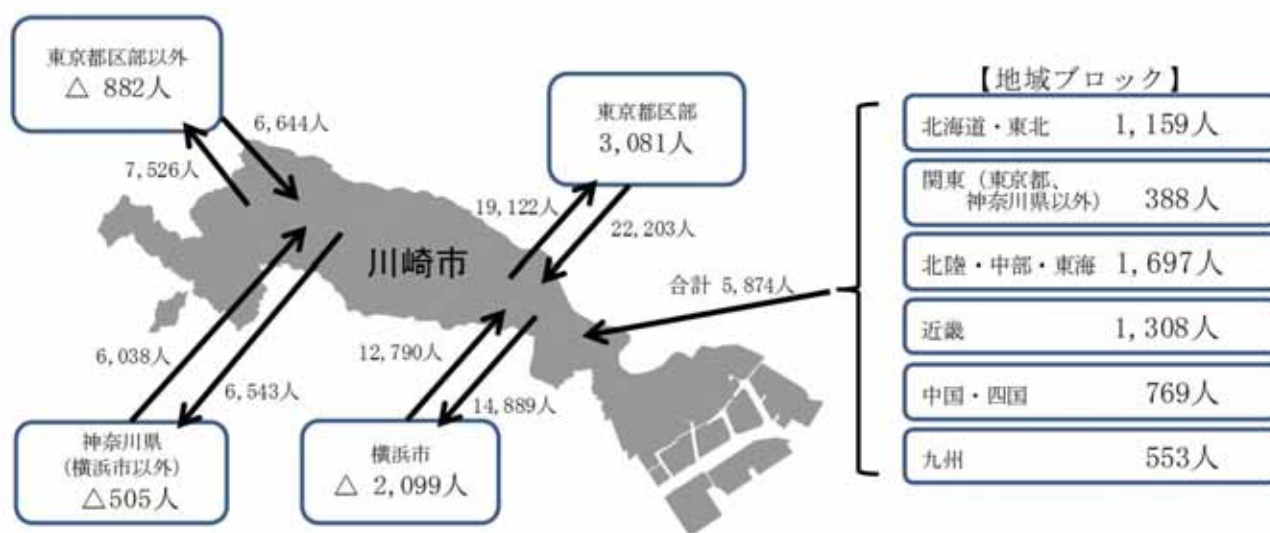 東京都区部以外
△ 882人
6,644人
7,526人
東京都区部
3,081人
19,122人
22,203人
川崎市
合計 5,874人
6,038人
6,543人
12,790人
14,889人
神奈川県
(横浜市以外)
△505人
横浜市
△ 2,099人
【地域ブロック】
北海道・東北 1,159人
関東（東京都、
神奈川県以外） 388人
北陸・中部・東海 1,697人
近畿 1,308人
中国・四国 769人
九州 553人